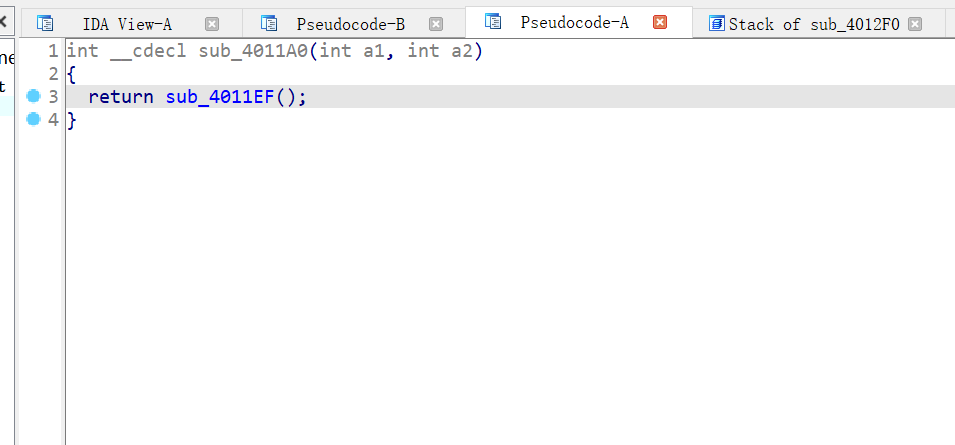 IDA View-A Pseudocode-B Pseudocode-A Stack of sub_4012F0
ne
t
1 int __cdecl sub_4011A0(int a1, int a2)
2 {
3 return sub_4011EF();
4 }